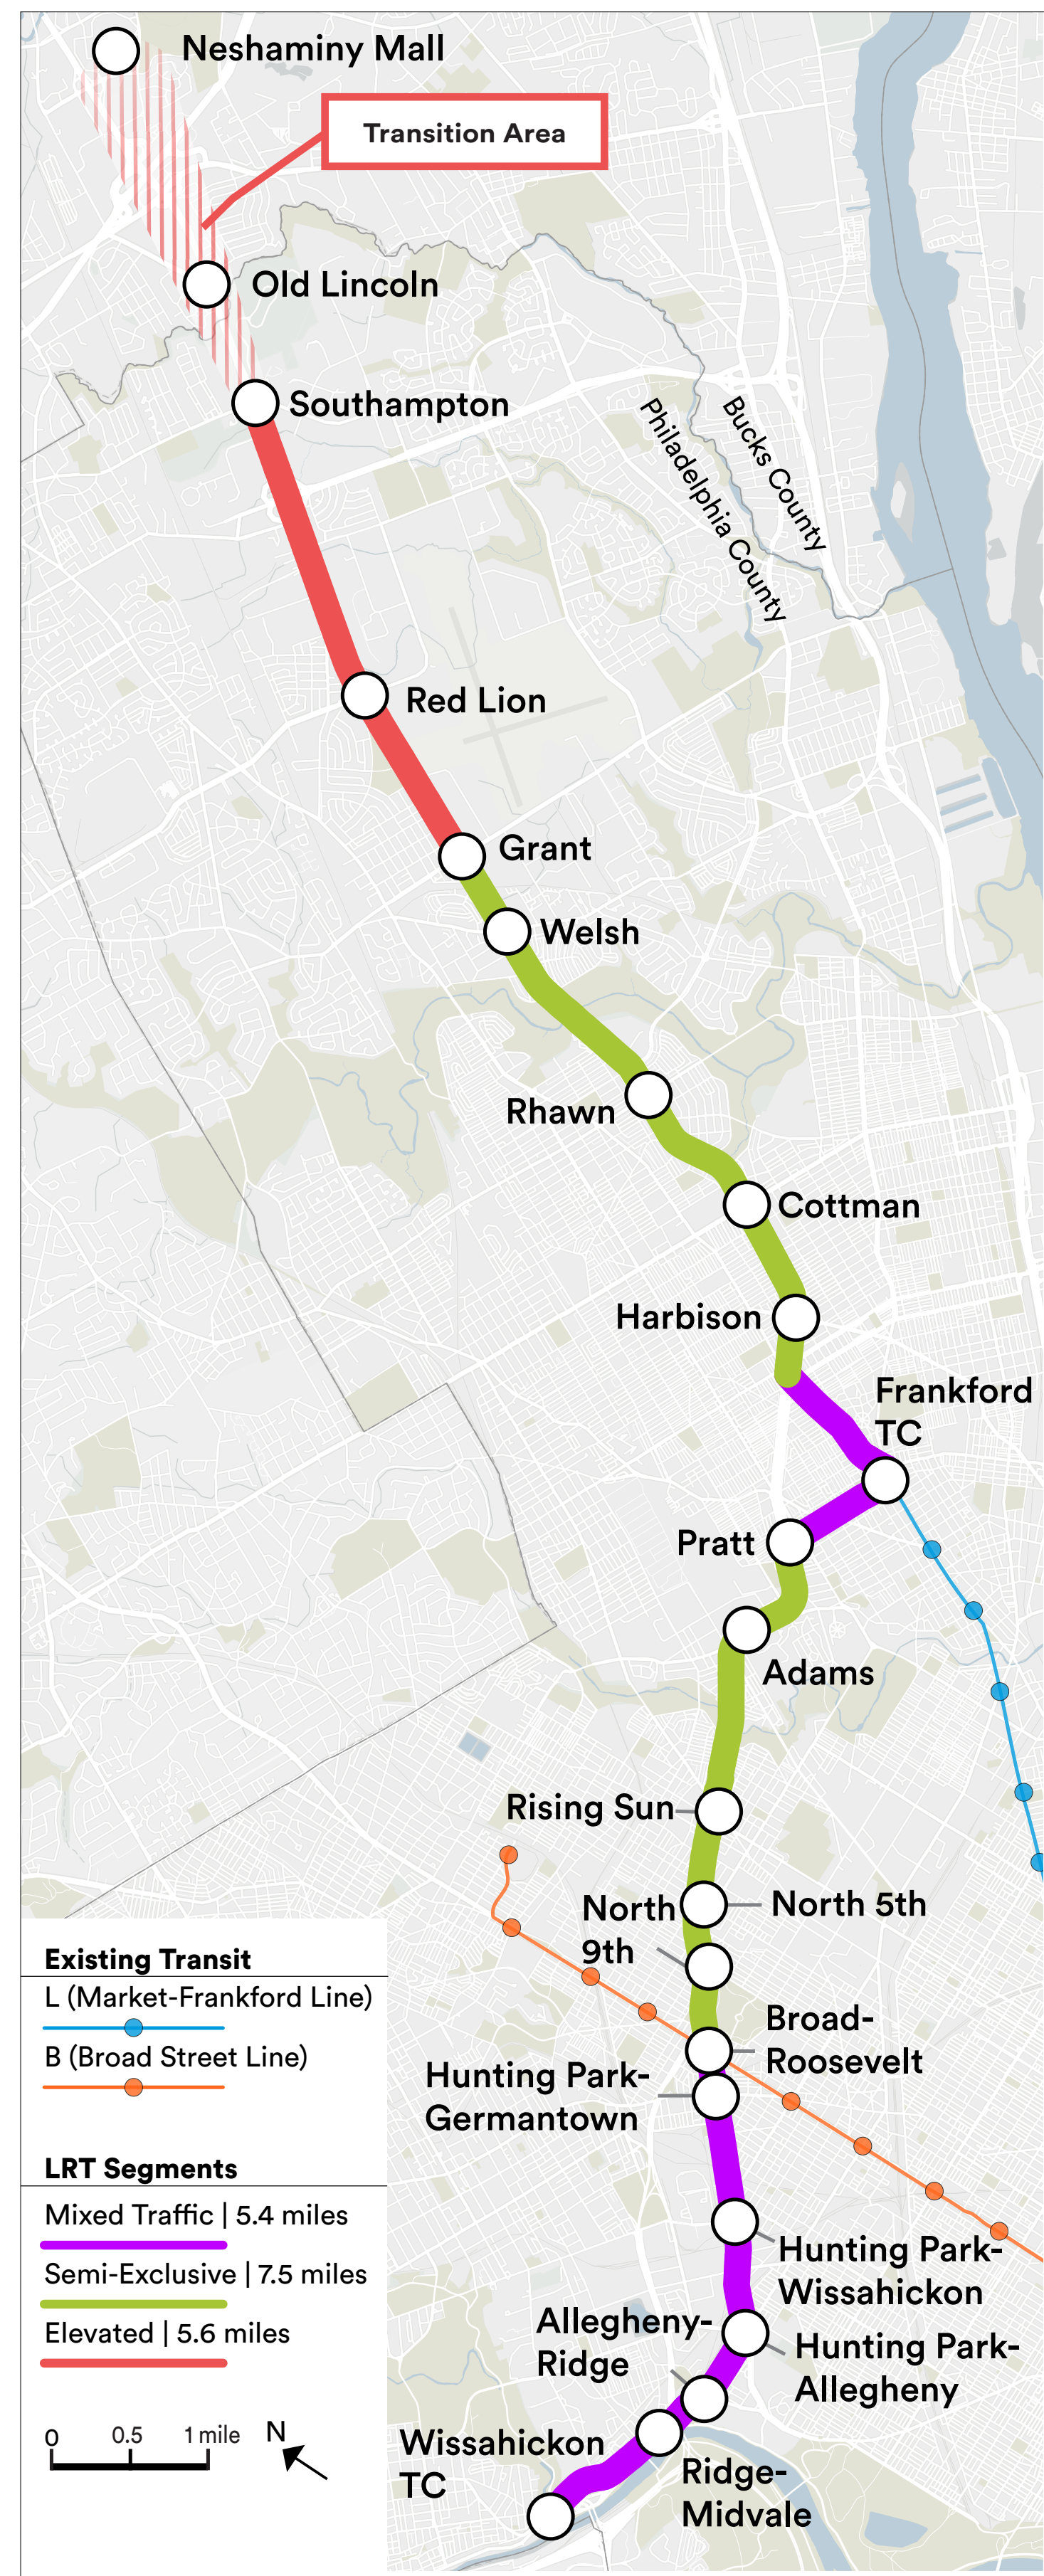 Neshaminy Mall
Transition Area
Old Lincoln
Southampton
Bucks County
Philadelphia County
Red Lion
Grant
Welsh
Rhawn
Cottman
Harbison
Frankford
TC
Pratt
Adams
Rising Sun
North
9th
North 5th
Broad-
Roosevelt
Hunting Park-
Germantown
Hunting Park-
Wissahickon
Allegheny-
Ridge
Hunting Park-
Allegheny
Wissahickon
TC
Ridge-
Midvale
Existing Transit
L (Market-Frankford Line)
B (Broad Street Line)
LRT Segments
Mixed Traffic | 5.4 miles
Semi-Exclusive | 7.5 miles
Elevated | 5.6 miles
0 0.5 1 mile
N